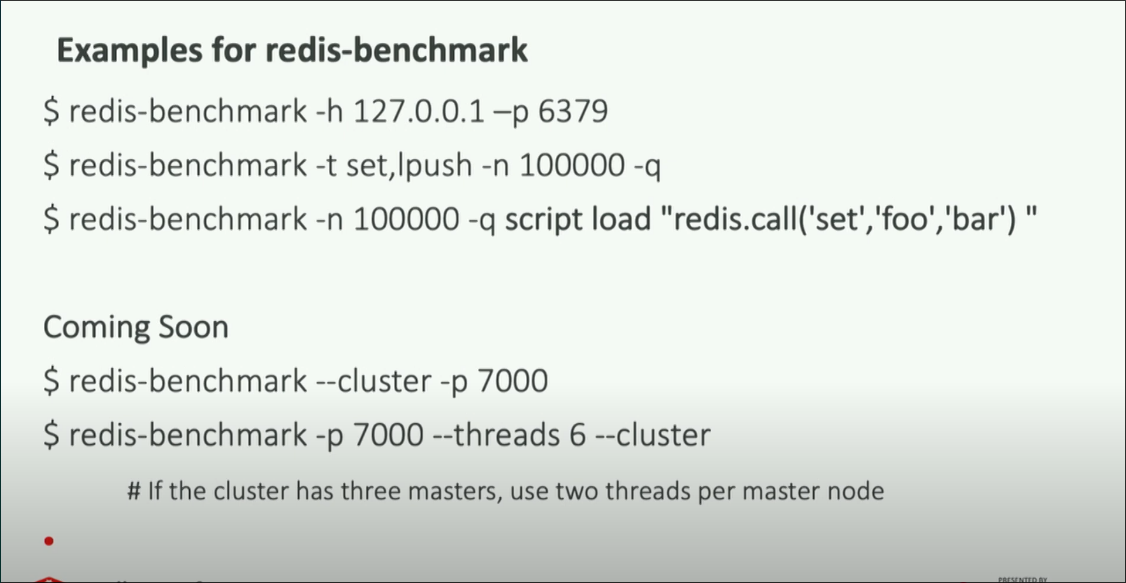 Examples for redis-benchmark
$ redis-benchmark -h 127.0.0.1 –p 6379
$ redis-benchmark -t set,lpush -n 100000 -q
$ redis-benchmark -n 100000 -q script load "redis.call('set','foo','bar') "
Coming Soon
$ redis-benchmark --cluster -p 7000
$ redis-benchmark -p 7000 --threads 6 --cluster
# If the cluster has three masters, use two threads per master node
PRESENTED BY